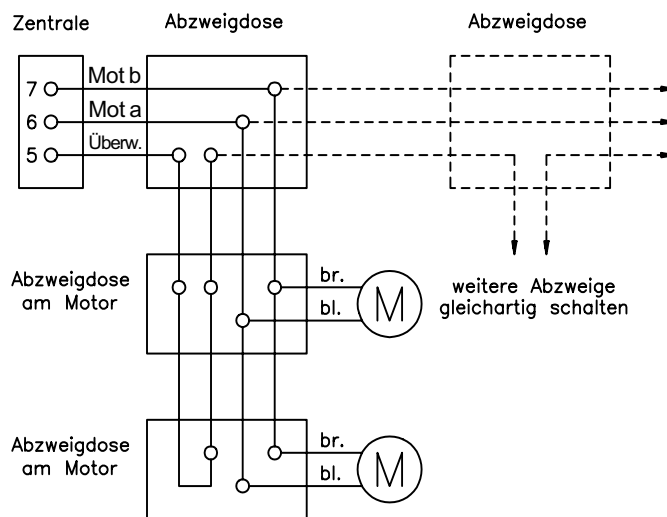 Zentrale
Abzweigdose
Abzweigdose
7
Mot b
6
Mot a
5
Überw.
Abzweigdose
am Motor
br.
bl.
M
weitere Abzweige
gleichartig schalten
Abzweigdose
am Motor
br.
bl.
M